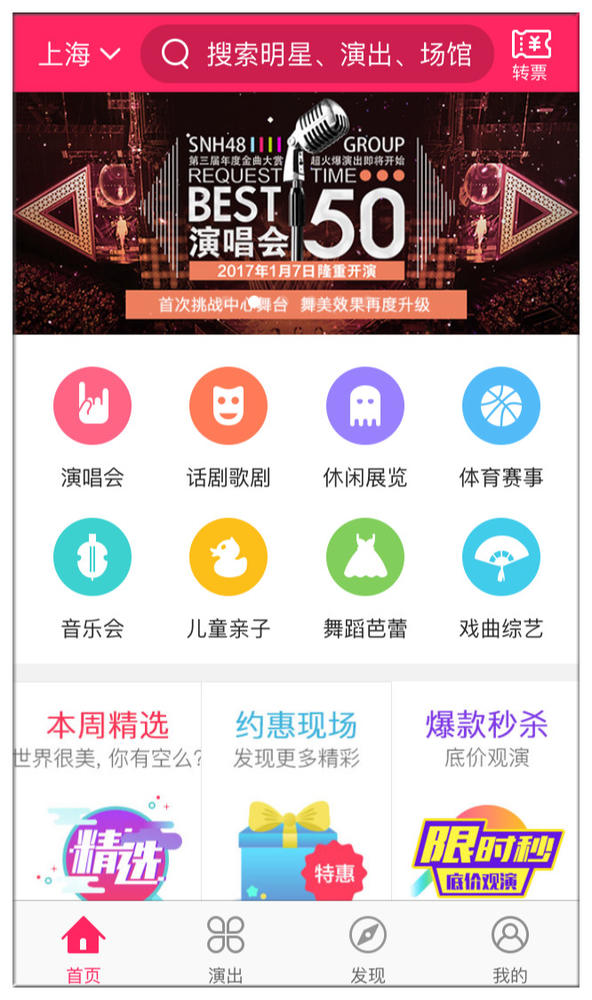 上海
搜索明星、演出、场馆
转票
SNH48 GROUP
第三届年度金曲大赏 超火爆演出即将开始
REQUEST TIME
BEST 50
演唱会
2017年1月7日隆重开演
首次挑战中心舞台 舞美效果再度升级
演唱会 话剧歌剧 休闲展览 体育赛事
音乐会 儿童亲子 舞蹈芭蕾 戏曲综艺
本周精选 约惠现场 爆款秒杀
世界很美, 你有空么? 发现更多精彩 底价观演
精选 特惠 限时秒
底价观演
首页 演出 发现 我的